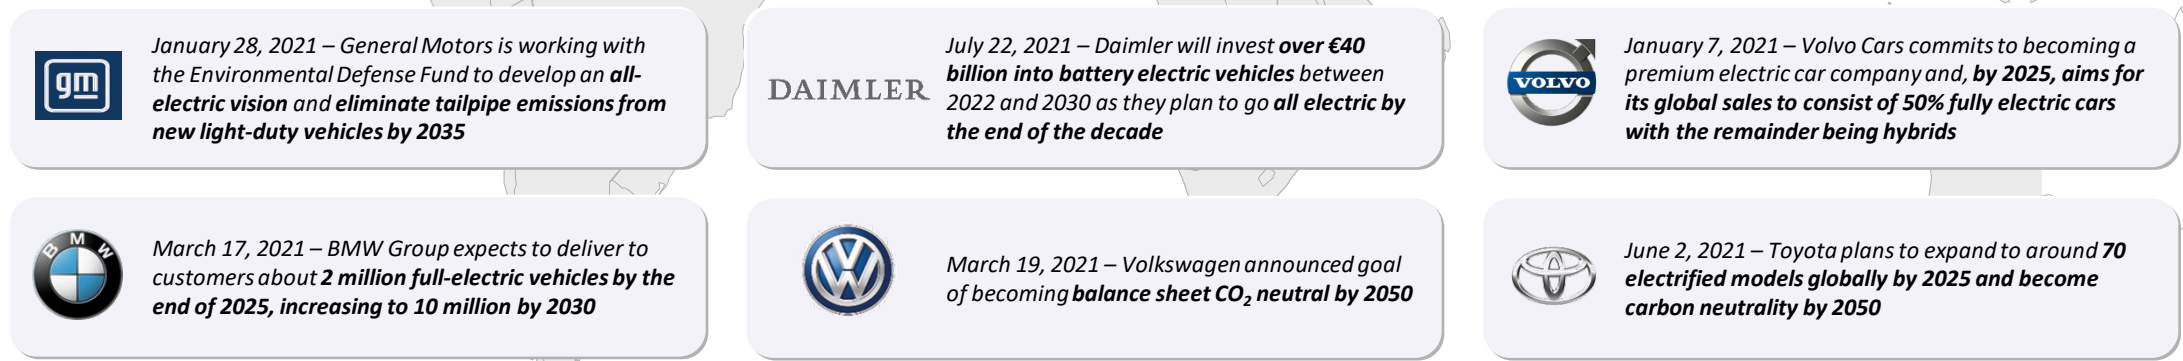 gm
January 28, 2021 – General Motors is working with
the Environmental Defense Fund to develop an all-
electric vision and eliminate tailpipe emissions from
new light-duty vehicles by 2035
DAIMLER
July 22, 2021 – Daimler will invest over €40
billion into battery electric vehicles between
2022 and 2030 as they plan to go all electric by
the end of the decade
VOLVO
January 7, 2021 – Volvo Cars commits to becoming a
premium electric car company and, by 2025, aims for
its global sales to consist of 50% fully electric cars
with the remainder being hybrids
BMW
March 17, 2021 – BMW Group expects to deliver to
customers about 2 million full-electric vehicles by the
end of 2025, increasing to 10 million by 2030
VW
March 19, 2021 – Volkswagen announced goal
of becoming balance sheet CO₂ neutral by 2050
June 2, 2021 – Toyota plans to expand to around 70
electrified models globally by 2025 and become
carbon neutrality by 2050